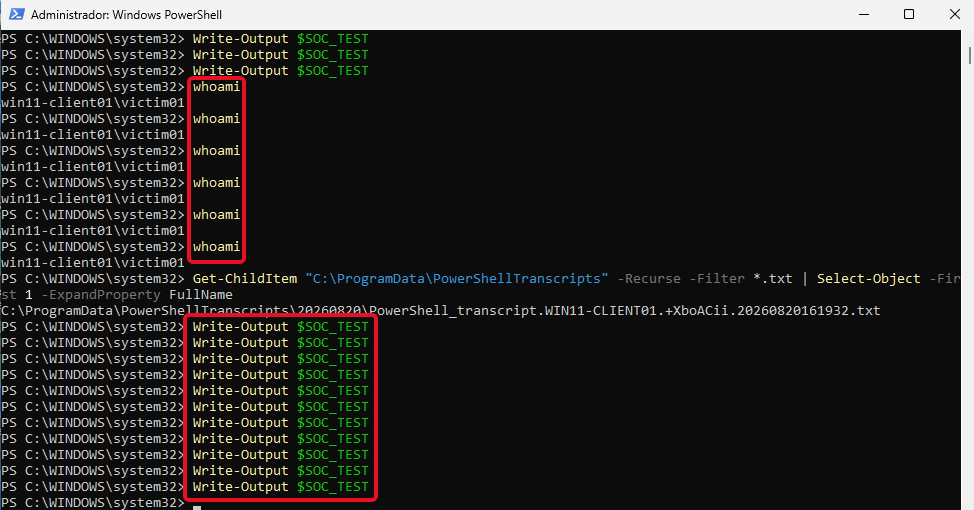 Administrador: Windows PowerShell
PS C:\WINDOWS\system32> Write-Output $SOC_TEST
PS C:\WINDOWS\system32> Write-Output $SOC_TEST
PS C:\WINDOWS\system32> Write-Output $SOC_TEST
PS C:\WINDOWS\system32> whoami
win11-client01\victim01
PS C:\WINDOWS\system32> whoami
win11-client01\victim01
PS C:\WINDOWS\system32> whoami
win11-client01\victim01
PS C:\WINDOWS\system32> whoami
win11-client01\victim01
PS C:\WINDOWS\system32> whoami
win11-client01\victim01
PS C:\WINDOWS\system32> whoami
win11-client01\victim01
PS C:\WINDOWS\system32> Get-ChildItem "C:\ProgramData\PowerShellTranscripts" -Recurse -Filter *.txt | Select-Object -Fir
st 1 -ExpandProperty FullName
C:\ProgramData\PowerShellTranscripts\20260820\PowerShell_transcript.WIN11-CLIENT01.+XboACii.20260820161932.txt
PS C:\WINDOWS\system32> Write-Output $SOC_TEST
PS C:\WINDOWS\system32> Write-Output $SOC_TEST
PS C:\WINDOWS\system32> Write-Output $SOC_TEST
PS C:\WINDOWS\system32> Write-Output $SOC_TEST
PS C:\WINDOWS\system32> Write-Output $SOC_TEST
PS C:\WINDOWS\system32> Write-Output $SOC_TEST
PS C:\WINDOWS\system32> Write-Output $SOC_TEST
PS C:\WINDOWS\system32> Write-Output $SOC_TEST
PS C:\WINDOWS\system32> Write-Output $SOC_TEST
PS C:\WINDOWS\system32> Write-Output $SOC_TEST
PS C:\WINDOWS\system32> Write-Output $SOC_TEST
PS C:\WINDOWS\system32>